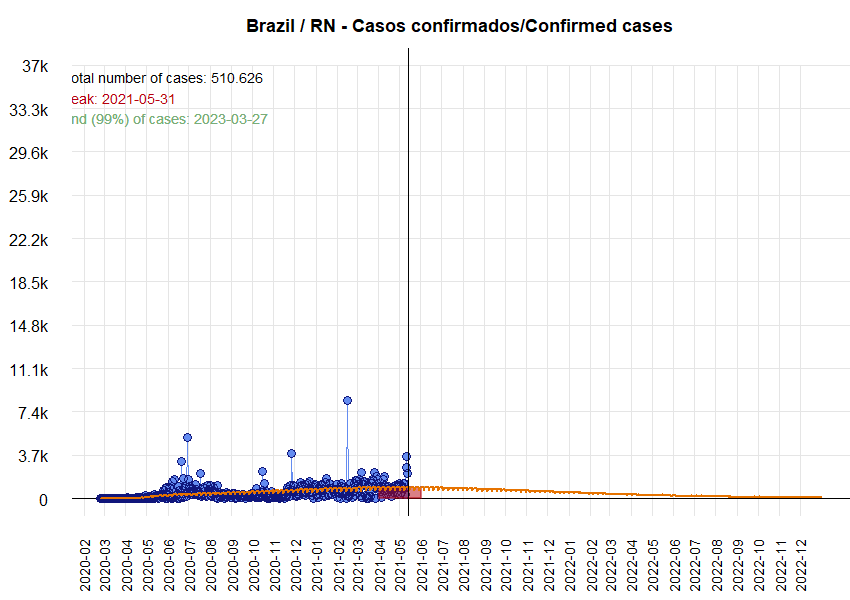 Brazil / RN - Casos confirmados/Confirmed cases
37k
otal number of cases: 510.626
eak: 2021-05-31
33.3k
nd (99%) of cases: 2023-03-27
29.6k
25.9k
22.2k
18.5k
14.8k
11.1k
7.4k
3.7k
0
2020-02
2020-03
2020-04
2020-05
2020-06
2020-07
2020-08
2020-09
2020-10
2020-11
2020-12
2021-01
2021-02
2021-03
2021-04
2021-05
2021-06
2021-07
2021-08
2021-09
2021-10
2021-11
2021-12
2022-01
2022-02
2022-03
2022-04
2022-05
2022-06
2022-07
2022-08
2022-09
2022-10
2022-11
2022-12